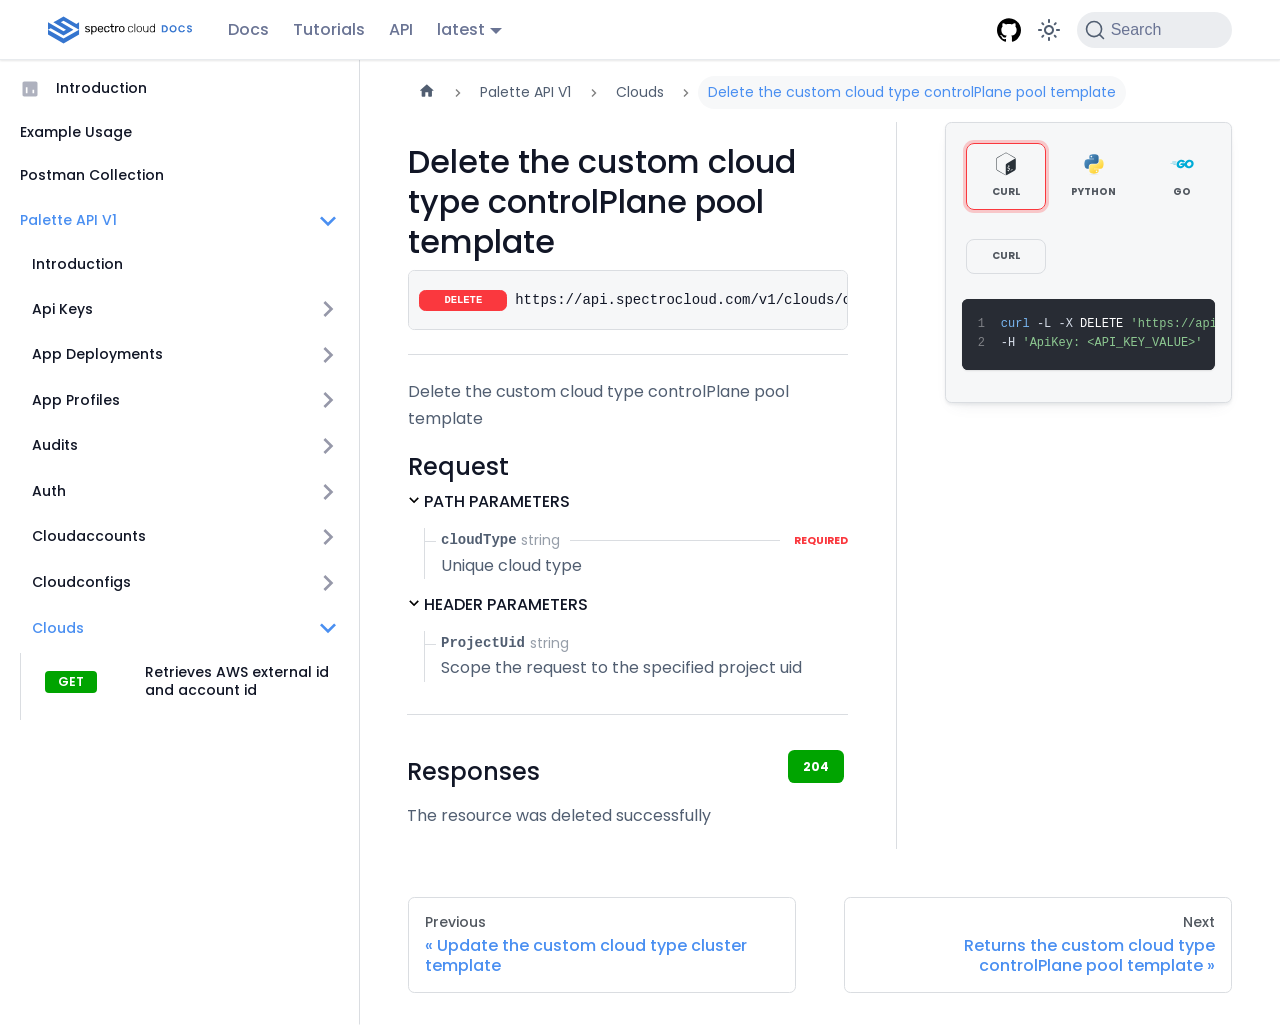 spectro cloud DOCS
Docs
Tutorials
API
latest
Search
Introduction
Example Usage
Postman Collection
Palette API V1
Introduction
Api Keys
App Deployments
App Profiles
Audits
Auth
Cloudaccounts
Cloudconfigs
Clouds
GET
Retrieves AWS external id
and account id
Palette API V1
Clouds
Delete the custom cloud type controlPlane pool template
Delete the custom cloud
type controlPlane pool
template
DELETE https://api.spectrocloud.com/v1/clouds/
Delete the custom cloud type controlPlane pool
template
Request
PATH PARAMETERS
cloudType string REQUIRED
Unique cloud type
HEADER PARAMETERS
ProjectUid string
Scope the request to the specified project uid
Responses
204
The resource was deleted successfully
CURL
PYTHON
GO
CURL
1 curl -L -X DELETE 'https://api
2 -H 'ApiKey: <API_KEY_VALUE>'
Previous
« Update the custom cloud type cluster
template
Next
Returns the custom cloud type
controlPlane pool template »